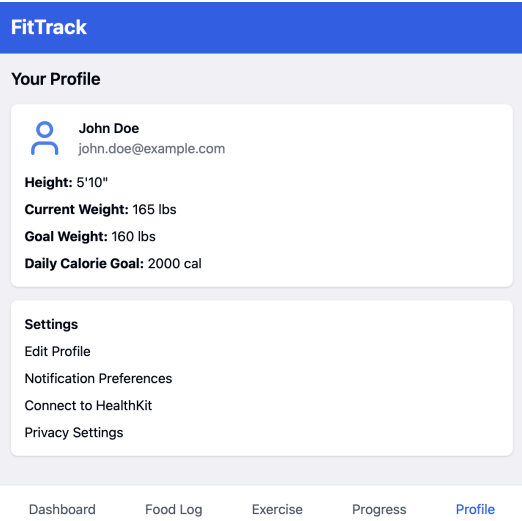 FitTrack
Your Profile
John Doe
john.doe@example.com
Height: 5'10"
Current Weight: 165 lbs
Goal Weight: 160 lbs
Daily Calorie Goal: 2000 cal
Settings
Edit Profile
Notification Preferences
Connect to HealthKit
Privacy Settings
Dashboard Food Log Exercise Progress Profile